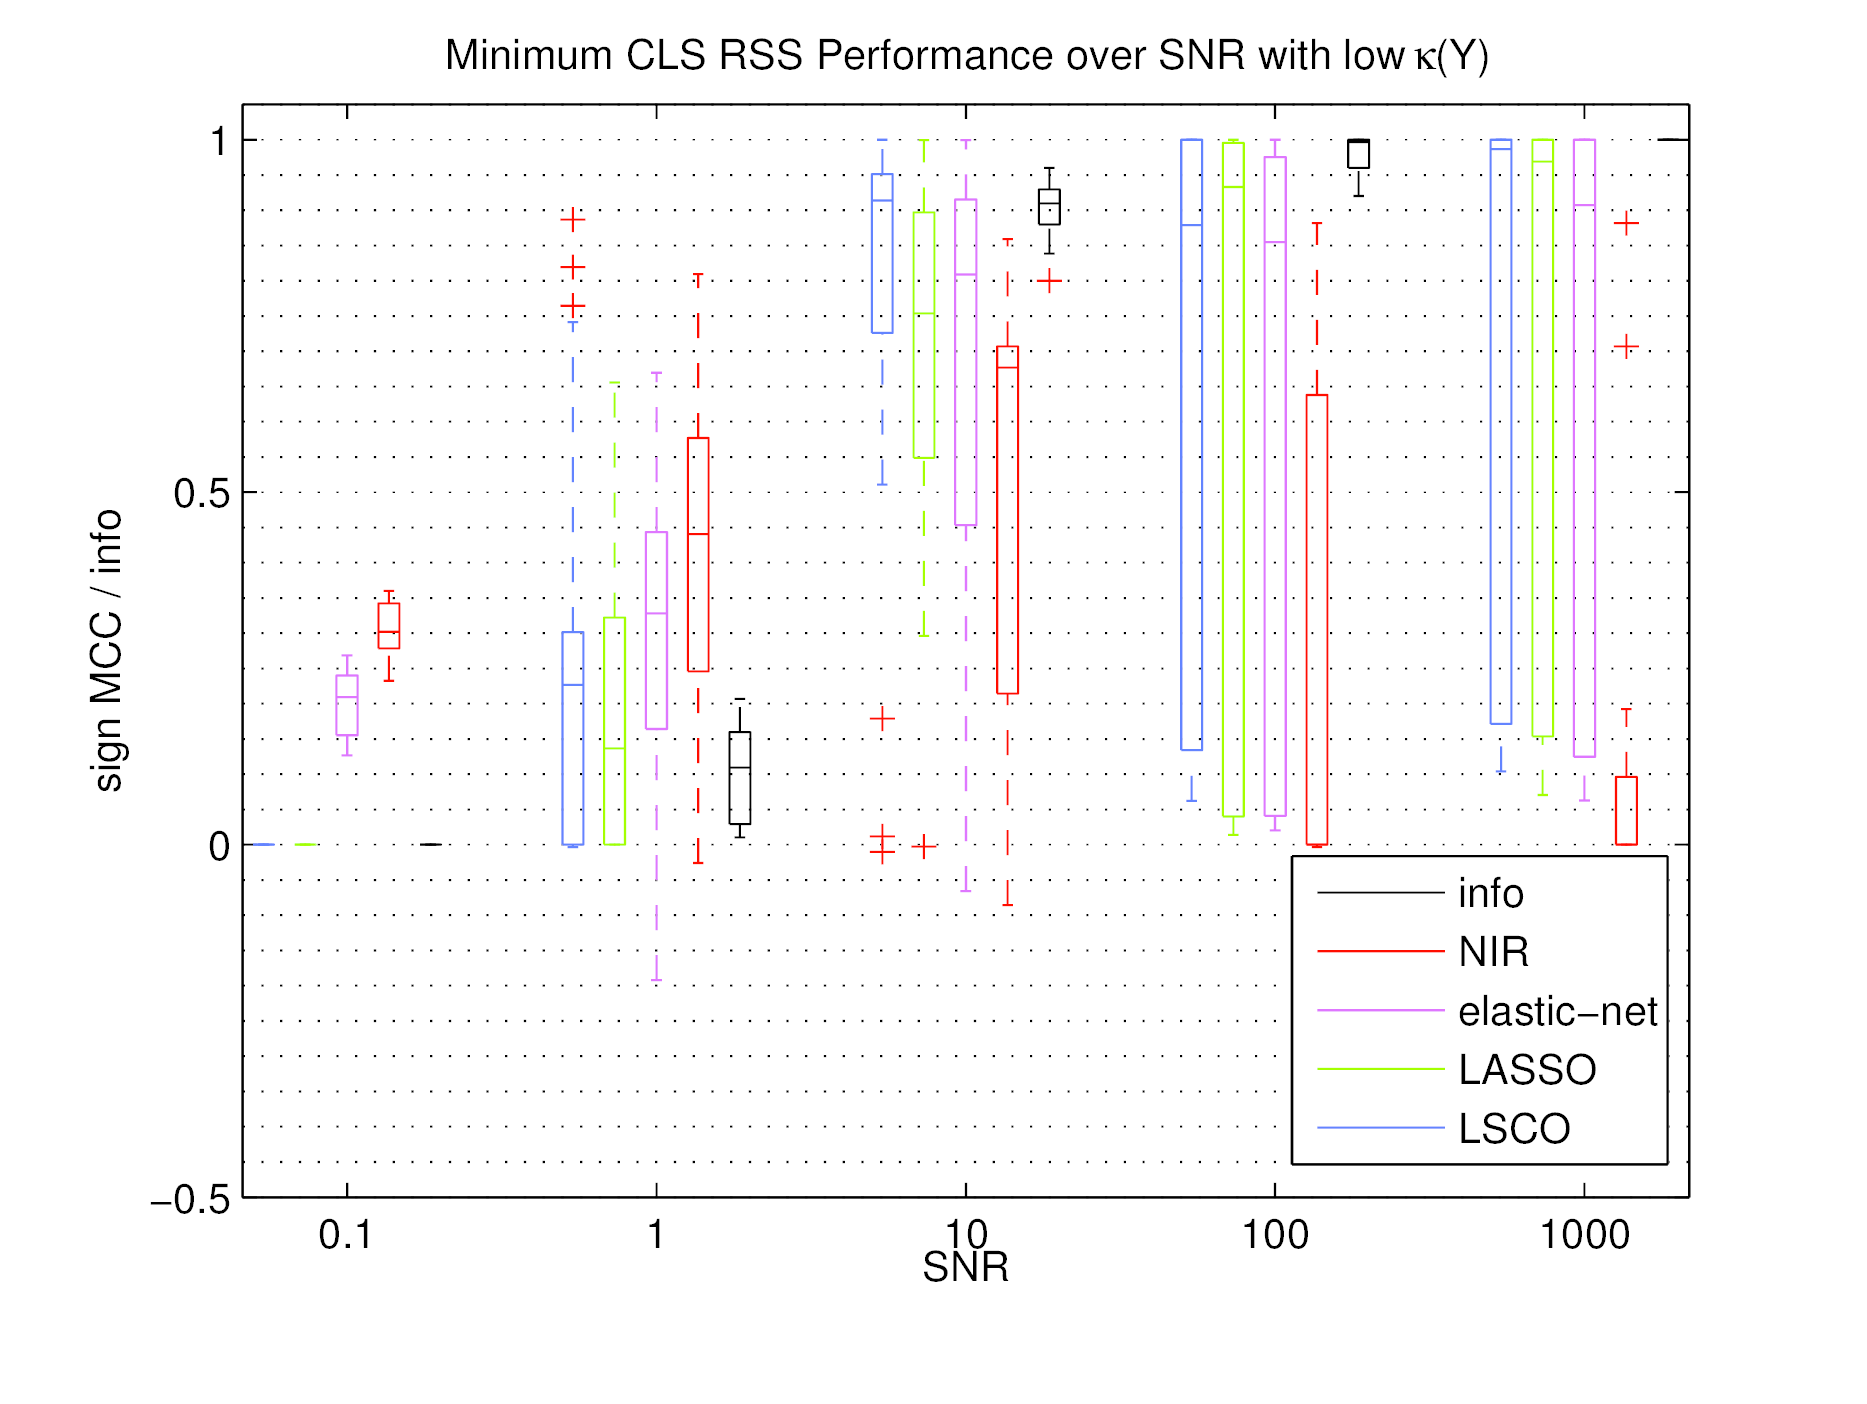 Minimum CLS RSS Performance over SNR with low κ(Y)
sign MCC / info
1
0.5
0
−0.5
0.1 1 10 100 1000
SNR
info
NIR
elastic−net
LASSO
LSCO